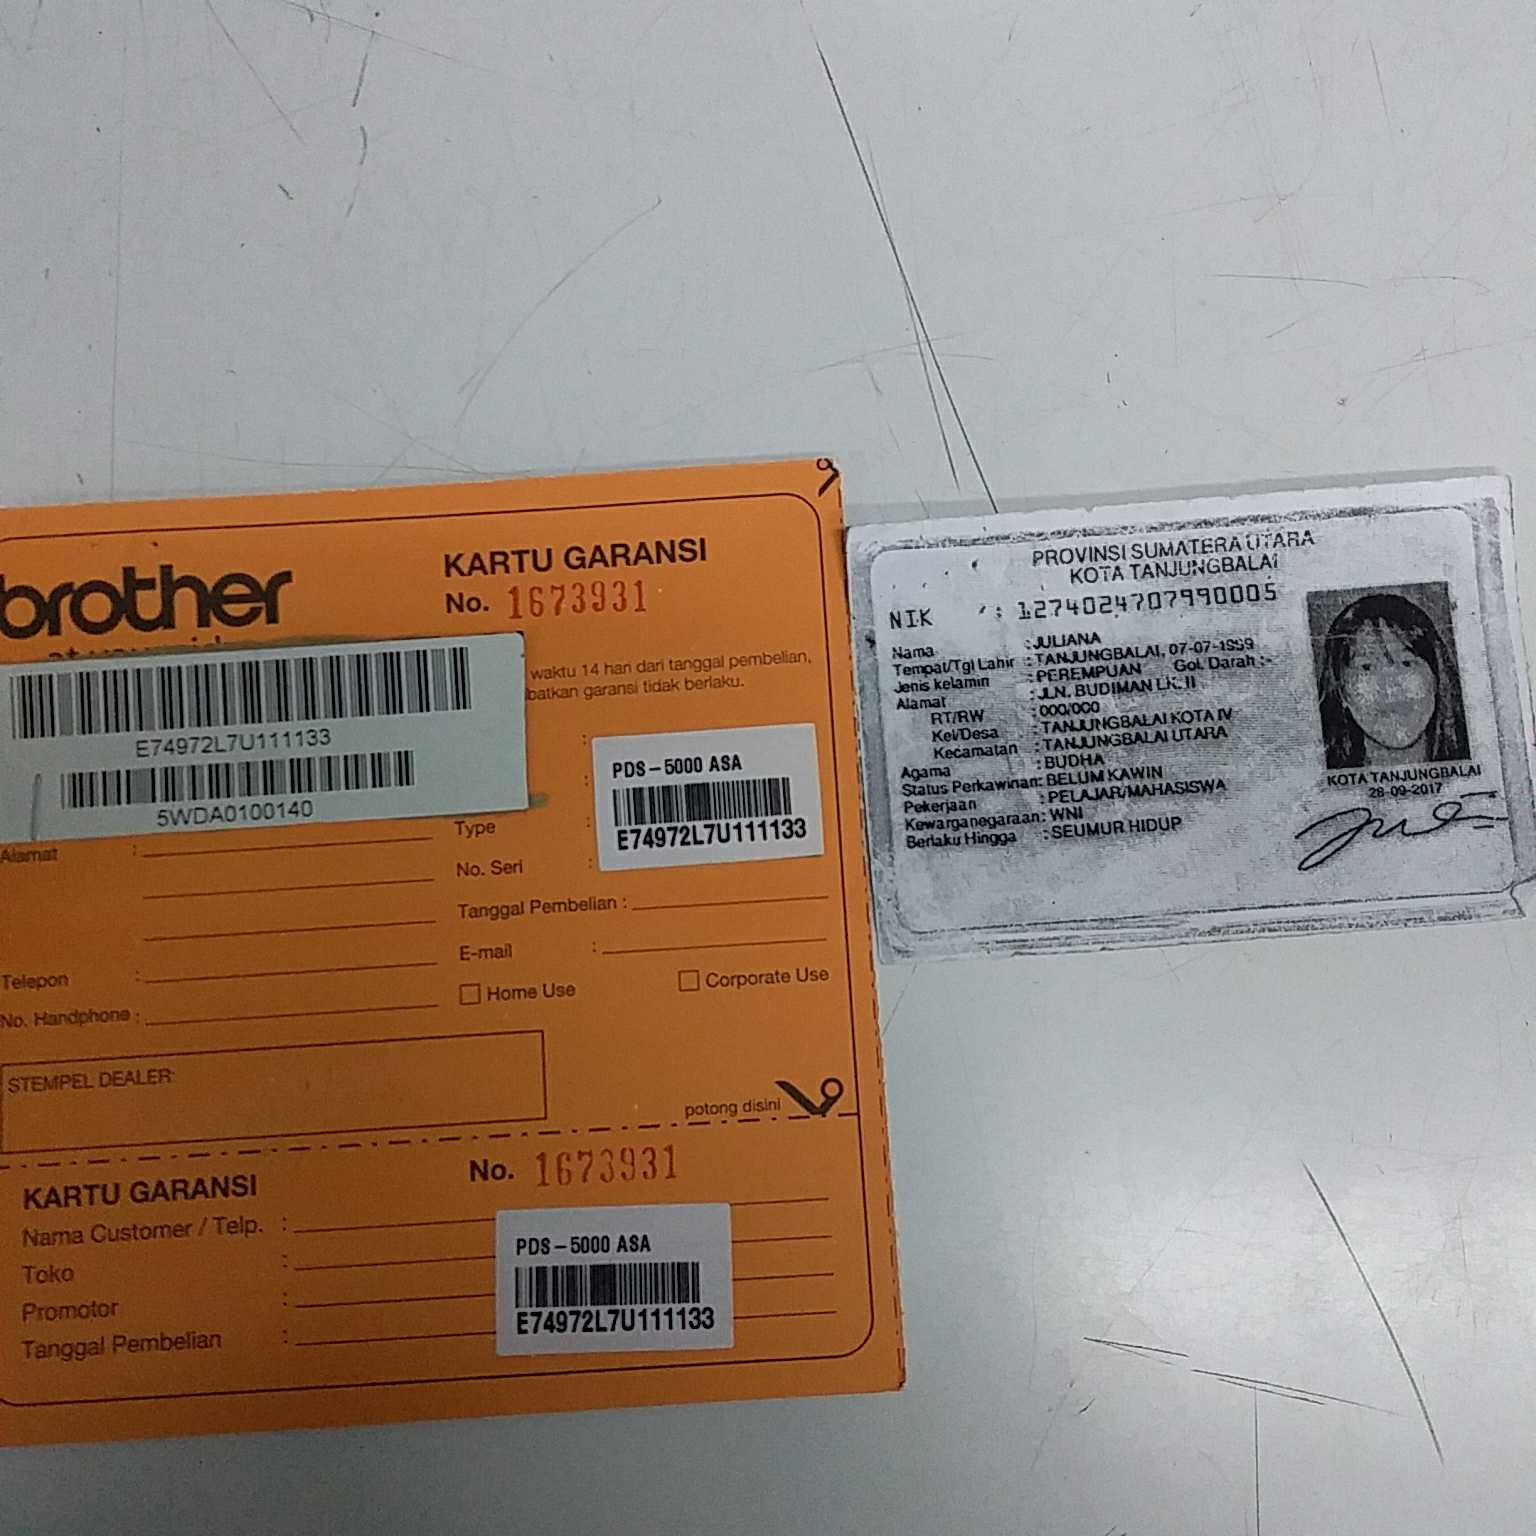 brother
KARTU GARANSI
No. 1673931
waktu 14 hari dari tanggal pembelian,
batkan garansi tidak berlaku.
E74972L7U111133
5WDA0100140
PDS-5000 ASA
E74972L7U111133
Alamat :
Telepon :
No. Handphone :
Type :
No. Seri :
Tanggal Pembelian :
E-mail :
Home Use
Corporate Use
STEMPEL DEALER:
potong disini
KARTU GARANSI
No. 1673931
Nama Customer / Telp. :
Toko :
Promotor :
Tanggal Pembelian :
PDS-5000 ASA
E74972L7U111133
PROVINSI SUMATERA UTARA
KOTA TANJUNGBALAI
NIK : 1274024707990005
Nama : JULIANA
Tempat/Tgl Lahir : TANJUNGBALAI, 07-07-1999
Jenis kelamin : PEREMPUAN Gol. Darah :-
Alamat : JLN. BUDIMAN LK. II
RT/RW : 000/000
Kel/Desa : TANJUNGBALAI KOTA IV
Kecamatan : TANJUNGBALAI UTARA
Agama : BUDHA
Status Perkawinan: BELUM KAWIN
Pekerjaan : PELAJAR/MAHASISWA
Kewarganegaraan: WNI
Berlaku Hingga : SEUMUR HIDUP
KOTA TANJUNGBALAI
28-09-2017